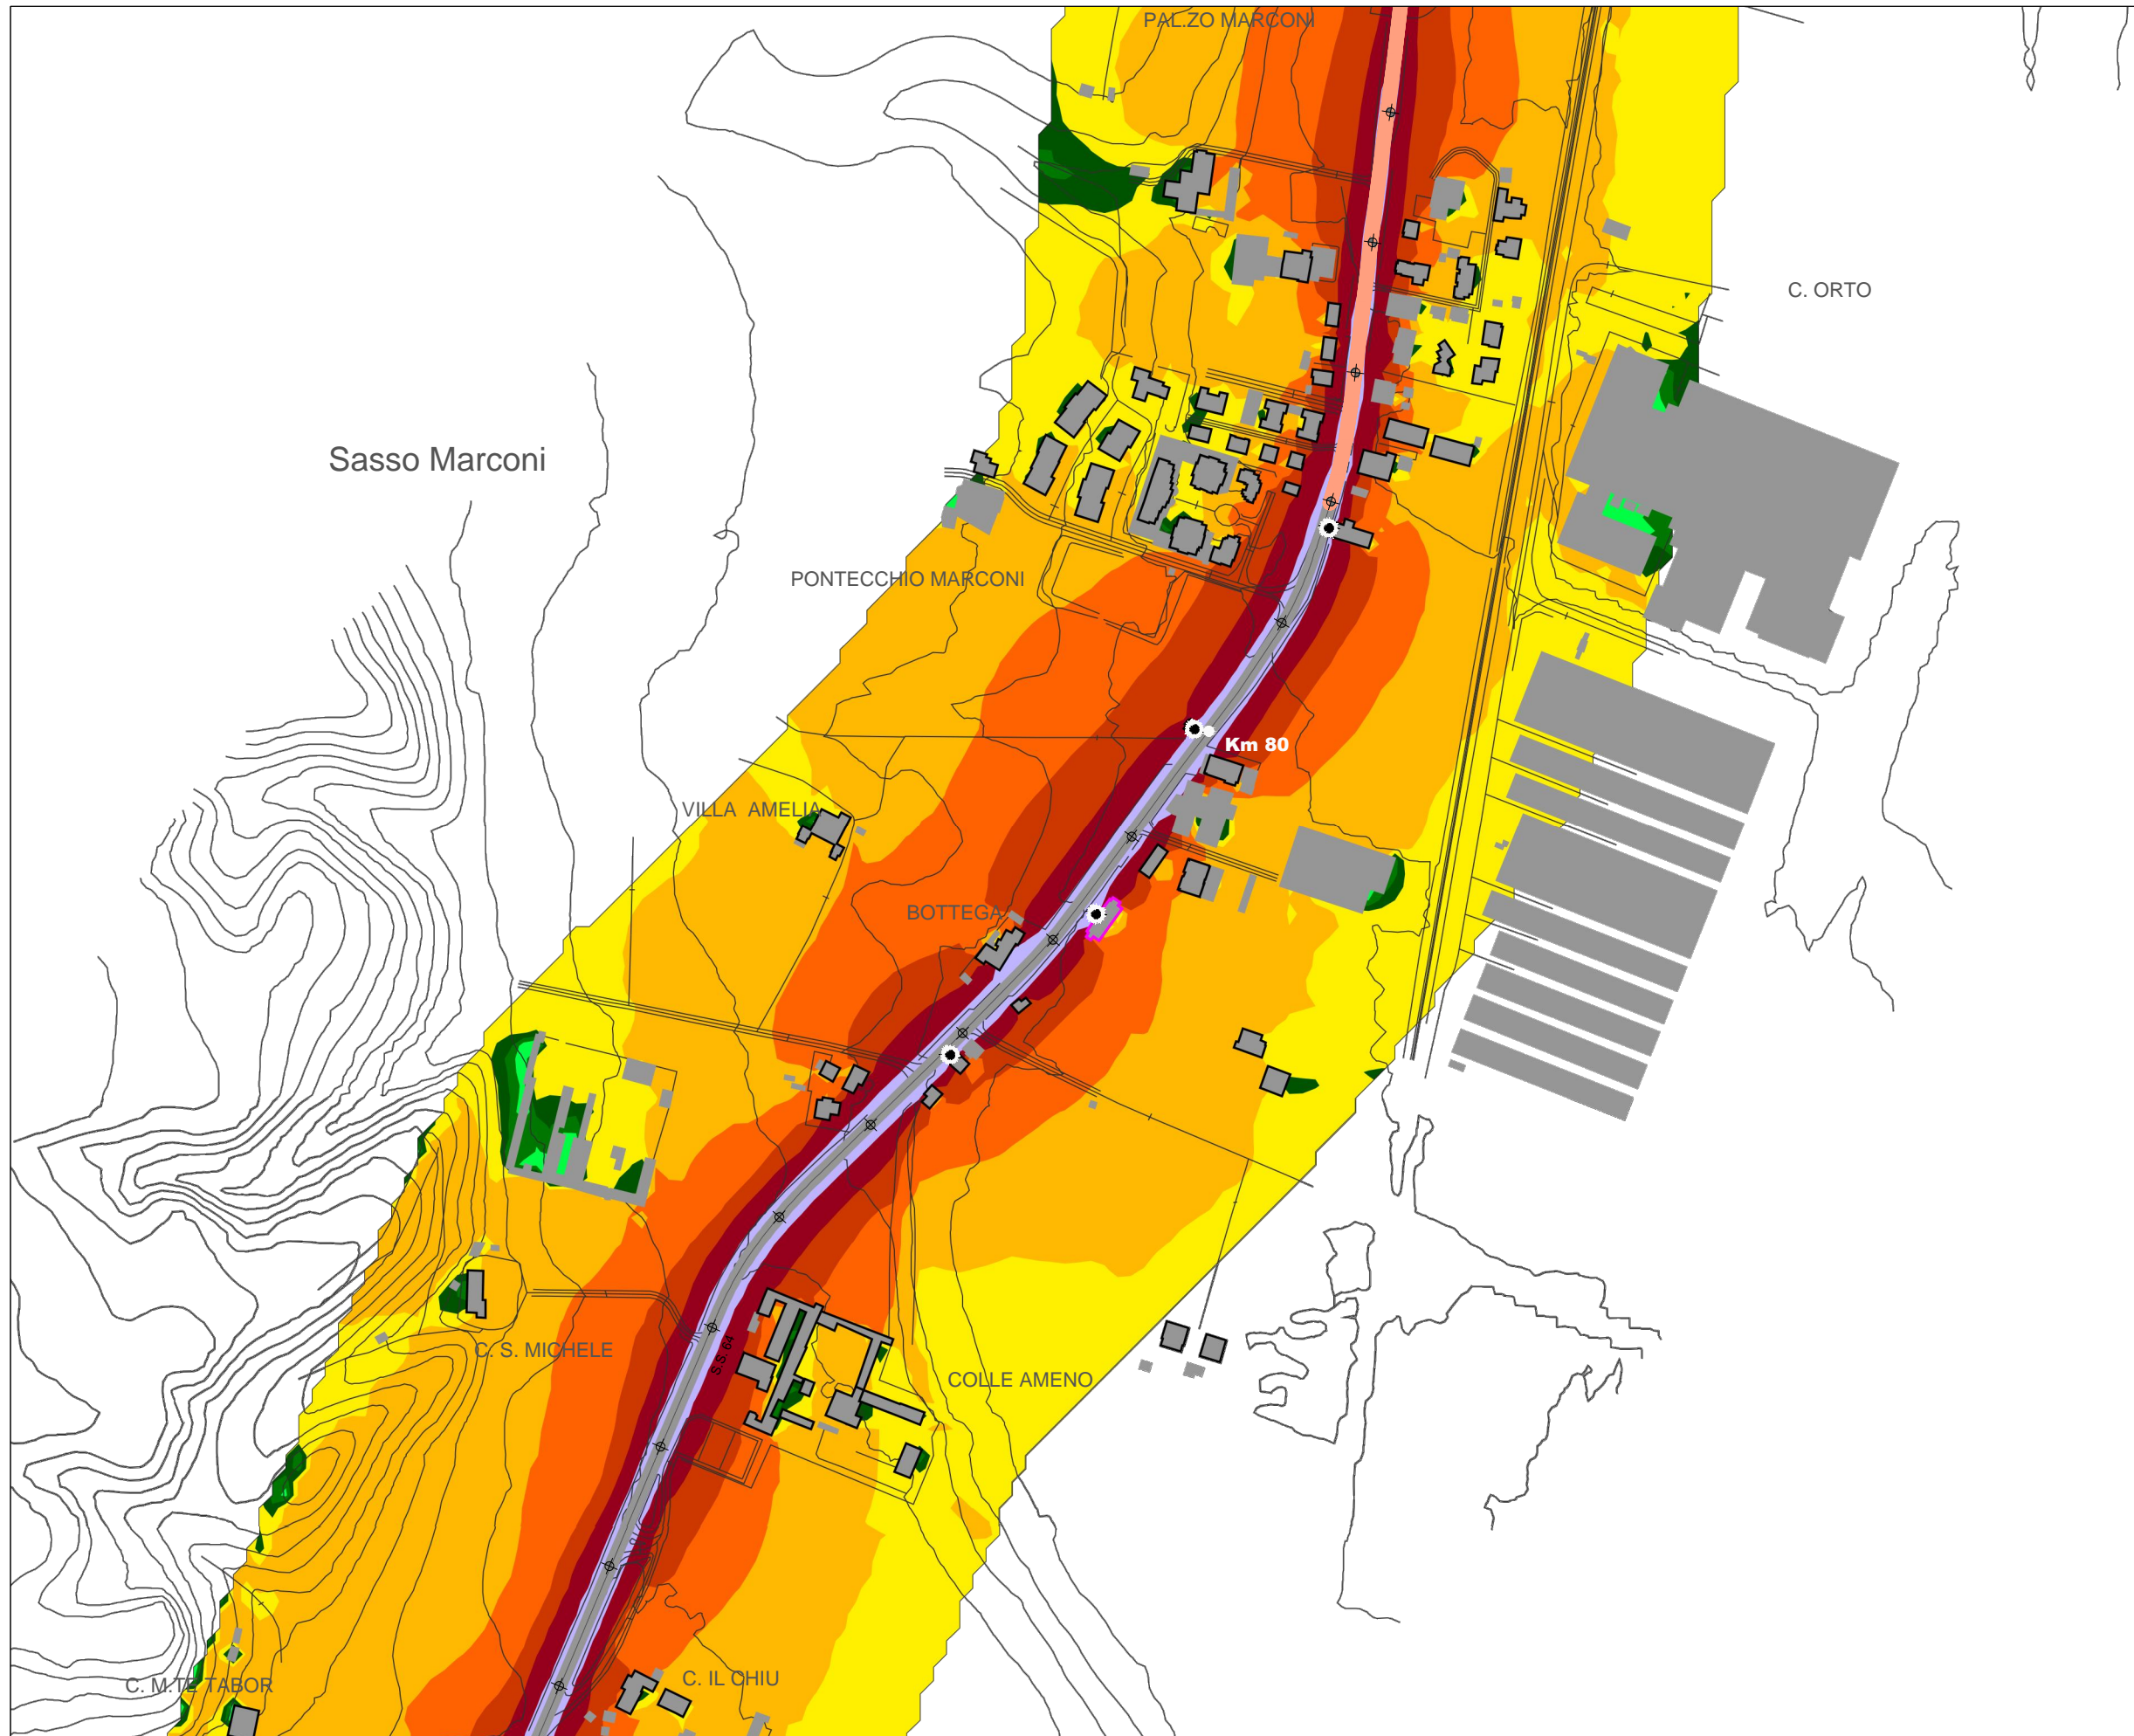 PAL.ZO MARCONI
C. ORTO
Sasso Marconi
PONTECCHIO MARCONI
Km 80
VILLA AMELIA
BOTTEGA
C. S. MICHELE
S.S. 64
COLLE AMENO
C. IL CHIU
C. M.TE TABOR